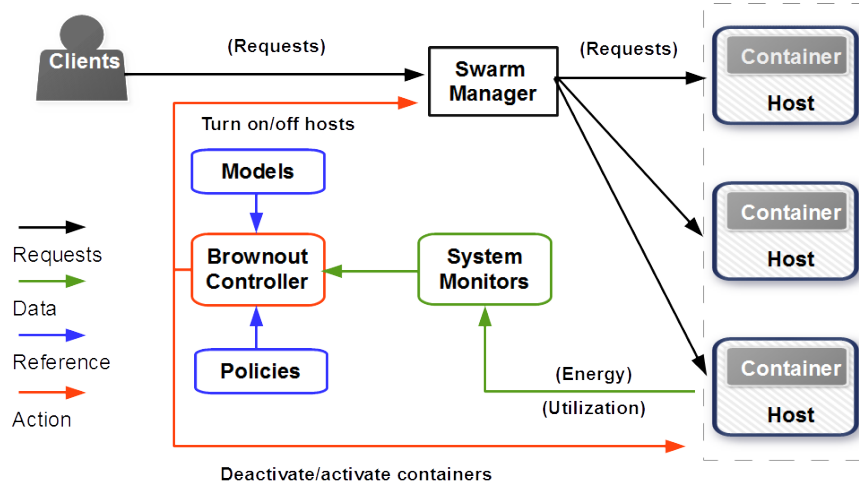 Clients
(Requests)
Swarm
Manager
(Requests)
Container
Host
Turn on/off hosts
Models
Container
Host
Requests
Data
Reference
Action
Brownout
Controller
System
Monitors
Policies
(Energy)
(Utilization)
Container
Host
Deactivate/activate containers